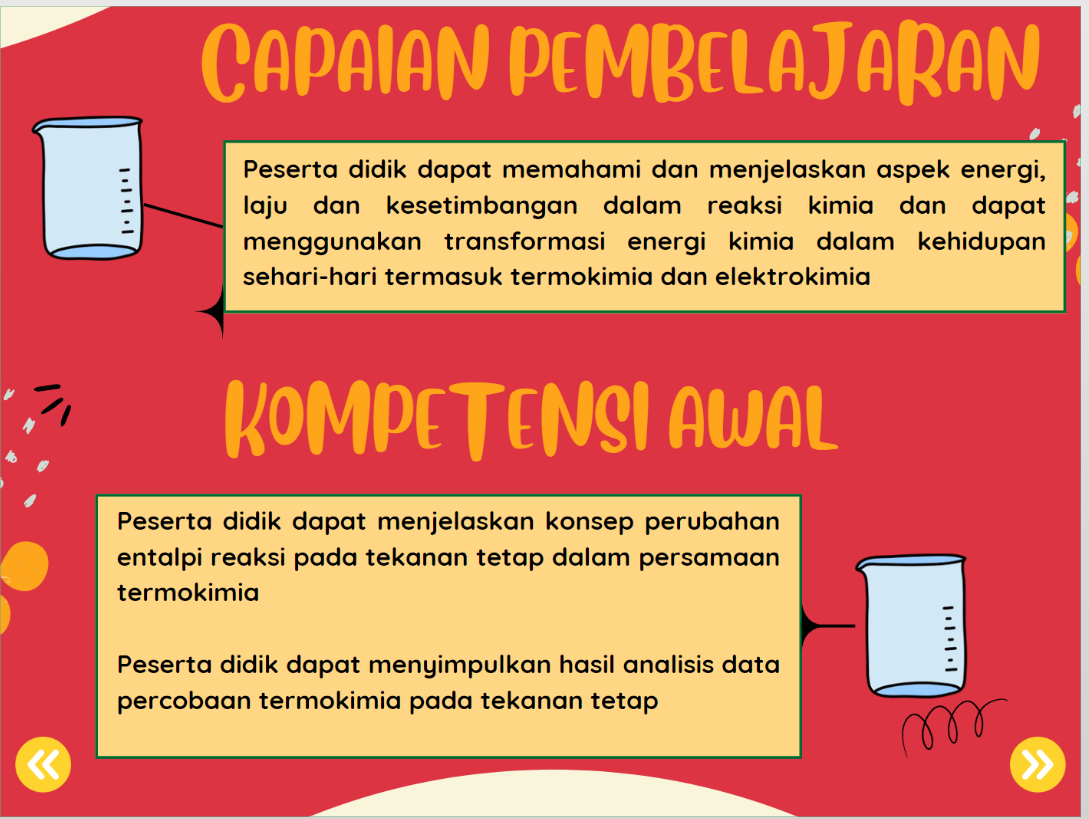 CAPAIAN PEMBELAJARAN
Peserta didik dapat memahami dan menjelaskan aspek energi,
laju dan kesetimbangan dalam reaksi kimia dan dapat
menggunakan transformasi energi kimia dalam kehidupan
sehari-hari termasuk termokimia dan elektrokimia
KOMPETENSI AWAL
Peserta didik dapat menjelaskan konsep perubahan
entalpi reaksi pada tekanan tetap dalam persamaan
termokimia
Peserta didik dapat menyimpulkan hasil analisis data
percobaan termokimia pada tekanan tetap